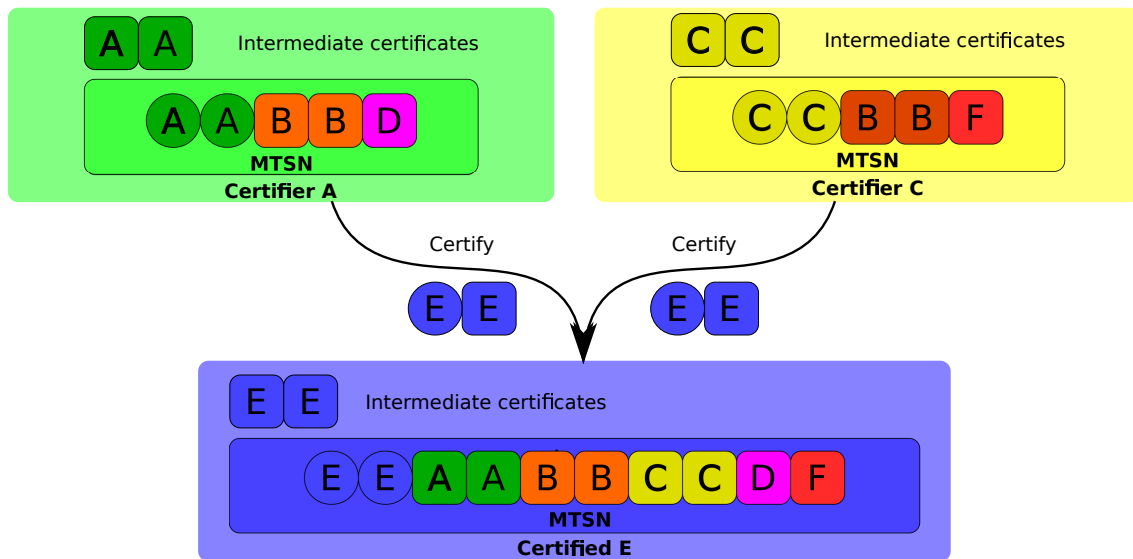 A A Intermediate certificates
A A B B D
MTSN
Certifier A
C C Intermediate certificates
C C B B F
MTSN
Certifier C
Certify
E E
Certify
E E
E E Intermediate certificates
E E A A B B C C D F
MTSN
Certified E